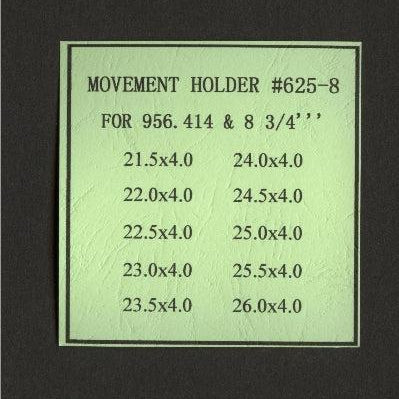 MOVEMENT HOLDER #625-8
FOR 956.414 & 8 3/4'''
21.5x4.0 24.0x4.0
22.0x4.0 24.5x4.0
22.5x4.0 25.0x4.0
23.0x4.0 25.5x4.0
23.5x4.0 26.0x4.0